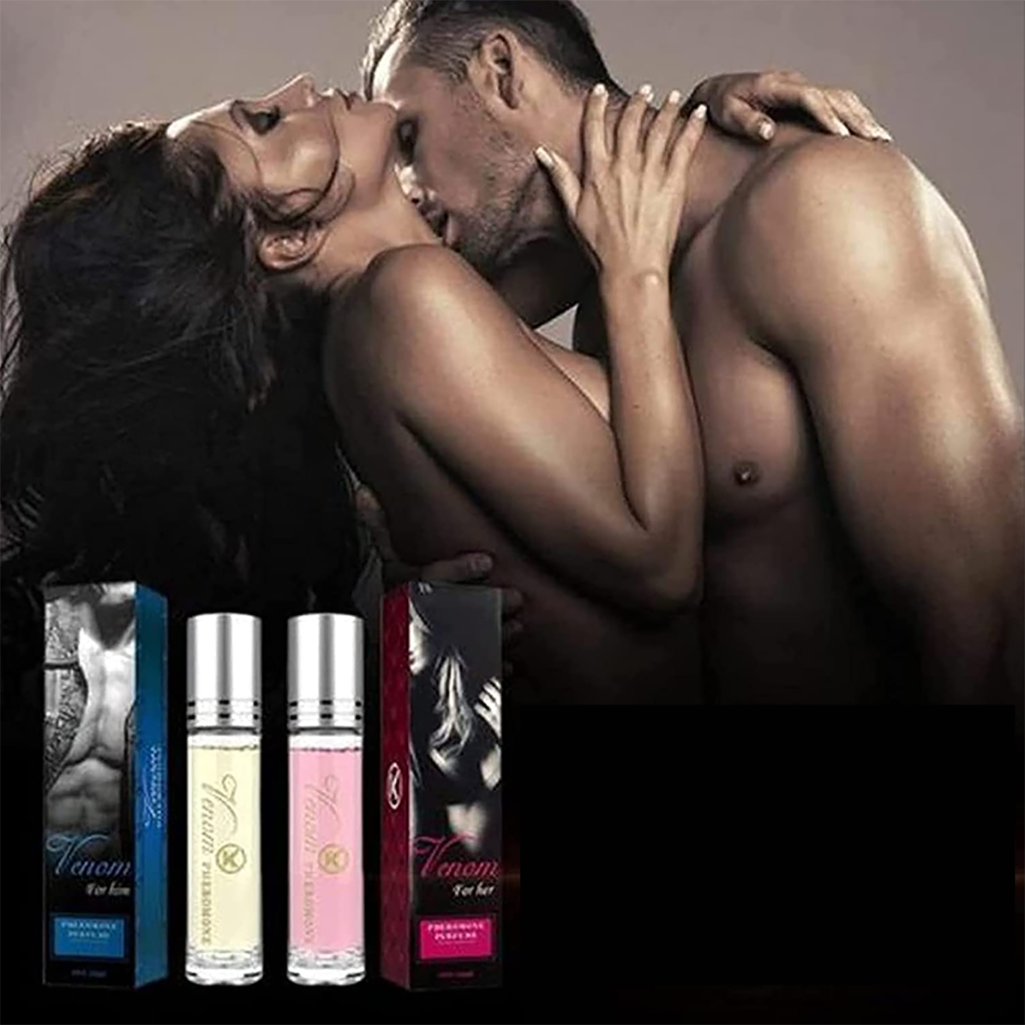 Venom
For him
PHEROMONE
PERFUME
Venom PHEROMONE
K
Venom PHEROMONE
K
Venom
For her
PHEROMONE
PERFUME